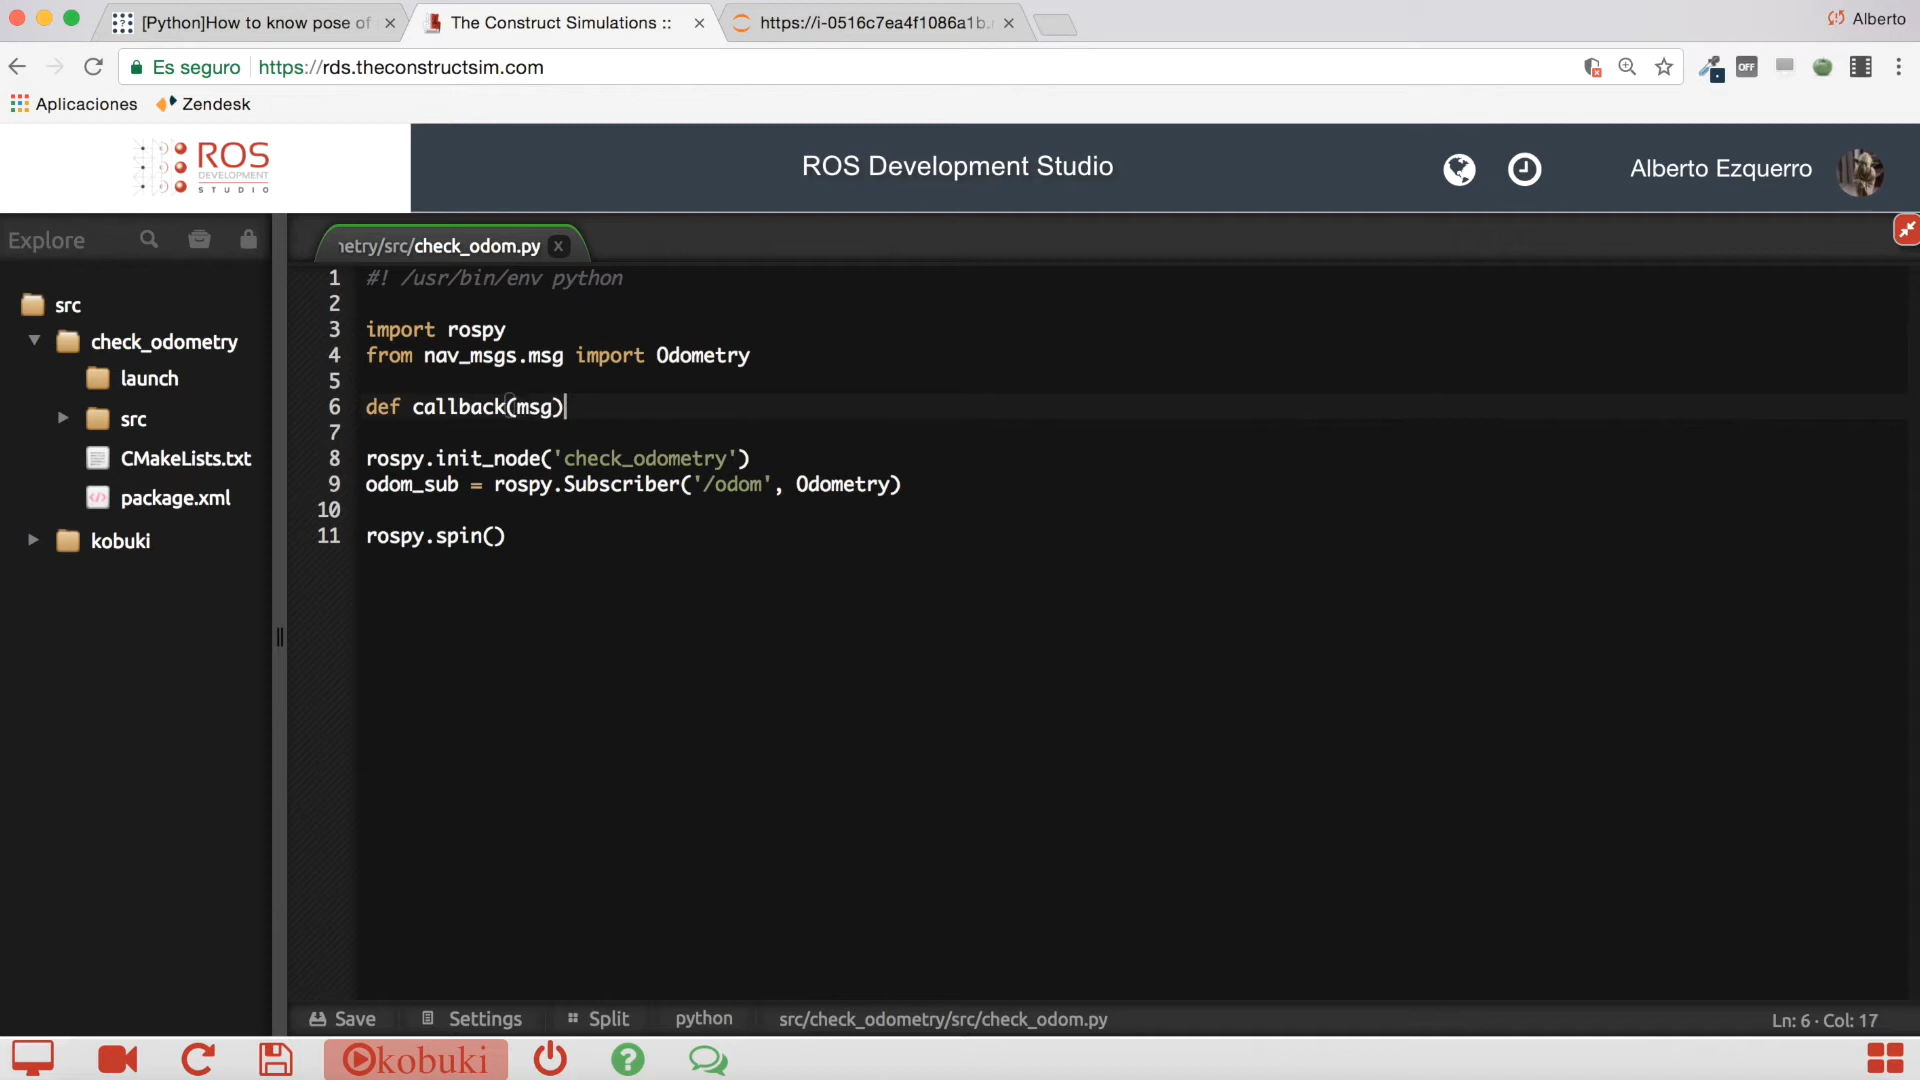 [Python]How to know pose of
The Construct Simulations ::
https://i-0516c7ea4f1086a1b.
Alberto
Es seguro
https://rds.theconstructsim.com
OFF
Aplicaciones
Zendesk
ROS
DEVELOPMENT
STUDIO
ROS Development Studio
Alberto Ezquerro
Explore
src/check_odom.py x
src
check_odometry
launch
src
CMakeLists.txt
package.xml
kobuki
1 #! /usr/bin/env python
2
3 import rospy
4 from nav_msgs.msg import Odometry
5
6 def callback(msg)
7
8 rospy.init_node('check_odometry')
9 odom_sub = rospy.Subscriber('/odom', Odometry)
10
11 rospy.spin()
Save
Settings
Split
python
src/check_odometry/src/check_odom.py
Ln: 6 · Col: 17
kobuki